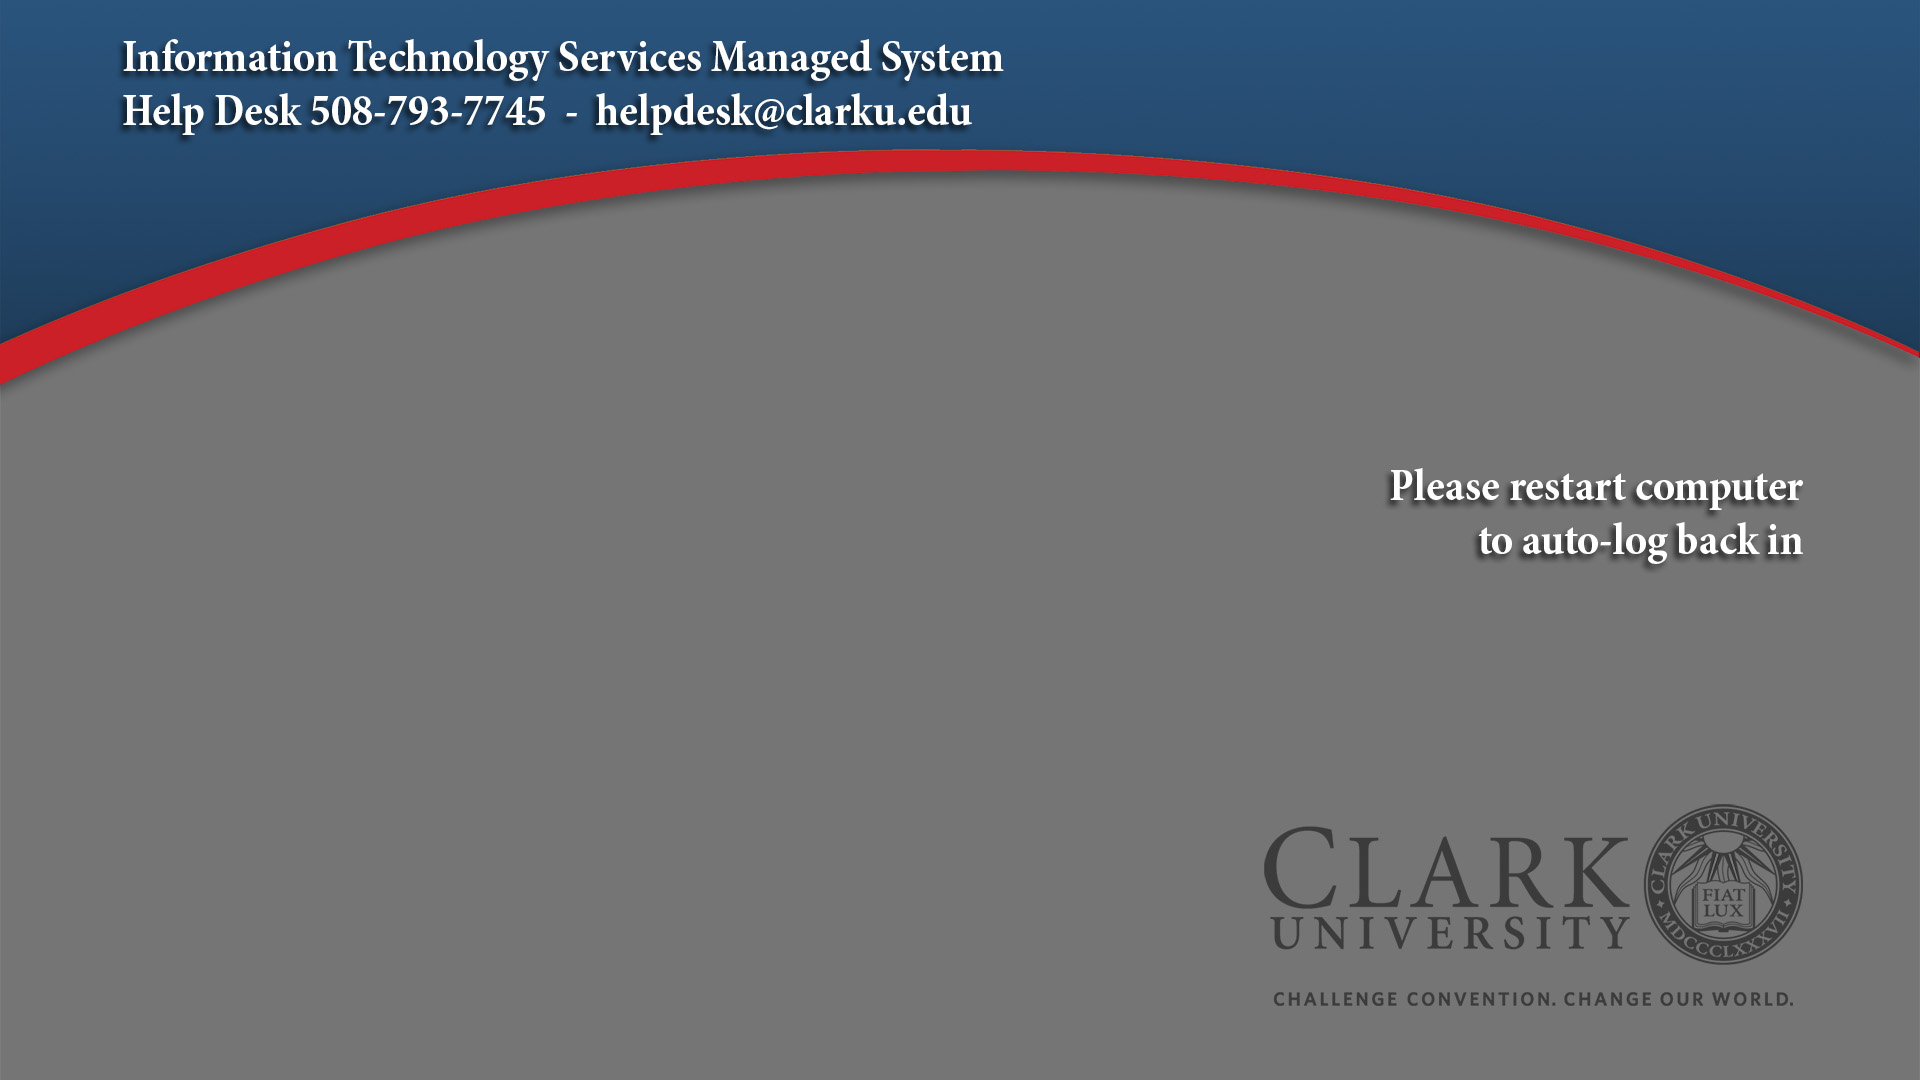 Information Technology Services Managed System
Help Desk 508-793-7745 - helpdesk@clarku.edu
Please restart computer
to auto-log back in
CLARK
UNIVERSITY
CLARK UNIVERSITY
FIAT
LUX
MDCCCLXXXVII
CHALLENGE CONVENTION. CHANGE OUR WORLD.